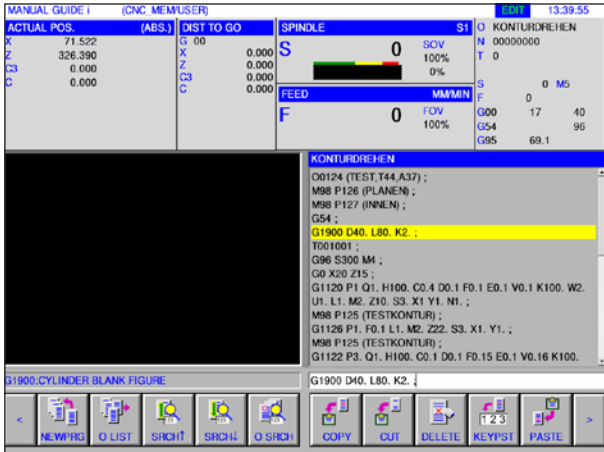 MANUAL GUIDE i (CNC_MEM/USER) EDIT 13:39:55
ACTUAL POS. (ABS.)
X 71.522
Z 326.390
C3 0.000
C 0.000
DIST TO GO
G 00
X 0.000
Z 0.000
C3 0.000
C 0.000
SPINDLE S1
S 0 SOV
100%
0%
FEED MM/MIN
F 0 FOV
100%
O KONTURDREHEN
N 00000000
T 0
S 0 M5
F 0
G00 17 40
G54 96
G95 69.1
KONTURDREHEN
O0124 (TEST,T44,A37) ;
M98 P126 (PLANEN) ;
M98 P127 (INNEN) ;
G54 ;
G1900 D40. L80. K2. ;
T001001 ;
G96 S300 M4 ;
G0 X20 Z15 ;
G1120 P1 Q1. H100. C0.4 D0.1 F0.1 E0.1 V0.1 K100. W2.
U1. L1. M2. Z10. S3. X1 Y1. N1. ;
M98 P125 (TESTKONTUR) ;
G1126 P1. F0.1 L1. M2. Z22. S3. X1. Y1. ;
M98 P125 (TESTKONTUR) ;
G1122 P3. Q1. H100. C0.1 D0.1 F0.15 E0.1 V0.16 K100.
G1900:CYLINDER BLANK FIGURE
G1900 D40. L80. K2. ;
< NEWPRG O LIST SRCH↑ SRCH↓ O SRCH COPY CUT DELETE KEYPST PASTE >